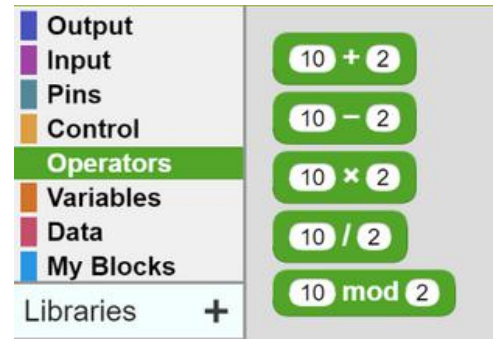 Output
Input
Pins
Control
Operators
Variables
Data
My Blocks
Libraries +
10 + 2
10 − 2
10 × 2
10 / 2
10 mod 2